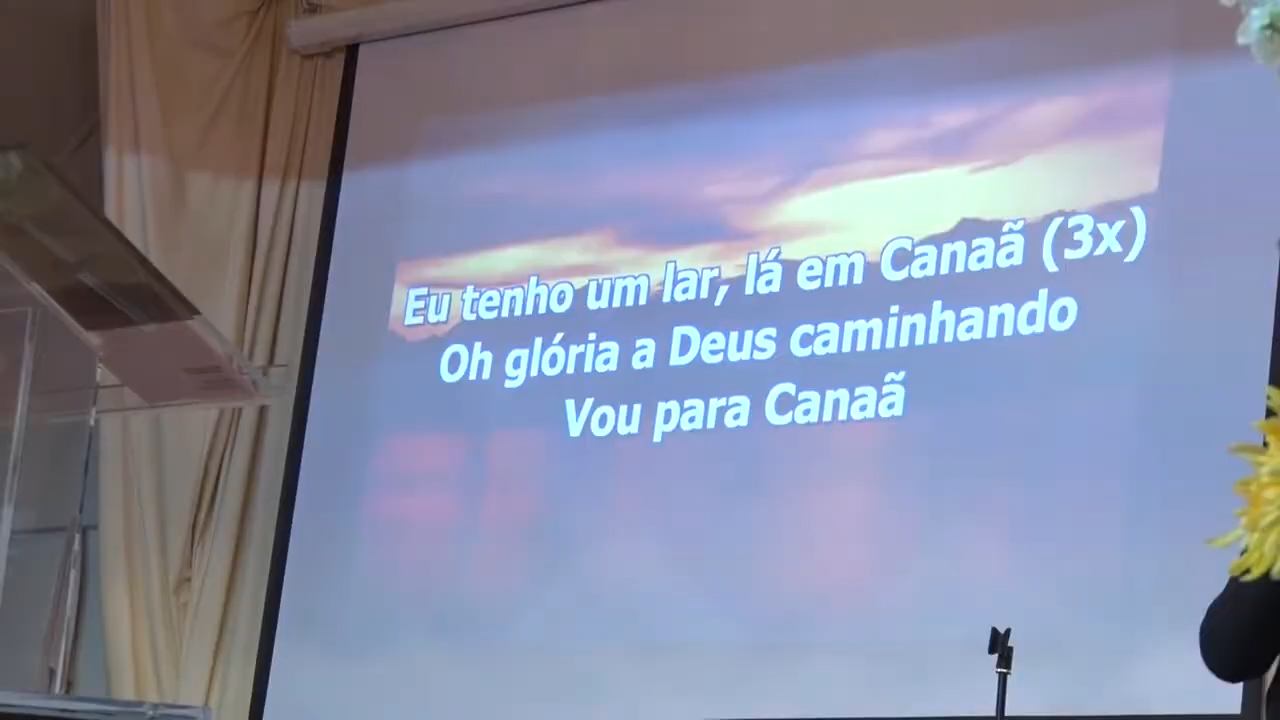 Eu tenho um lar, lá em Canaã (3x)
Oh glória a Deus caminhando
Vou para Canaã